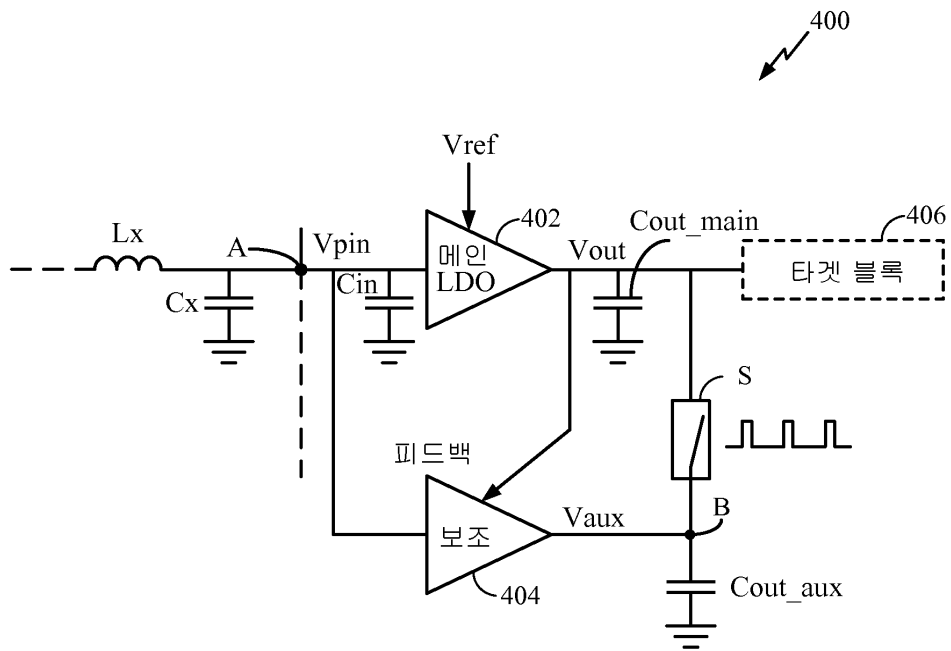 400
Vref
402
Cout_main
406
Lx
A
Vpin
메인
LDO
Vout
타겟 블록
Cx
Cin
S
피드백
보조
Vaux
B
404
Cout_aux